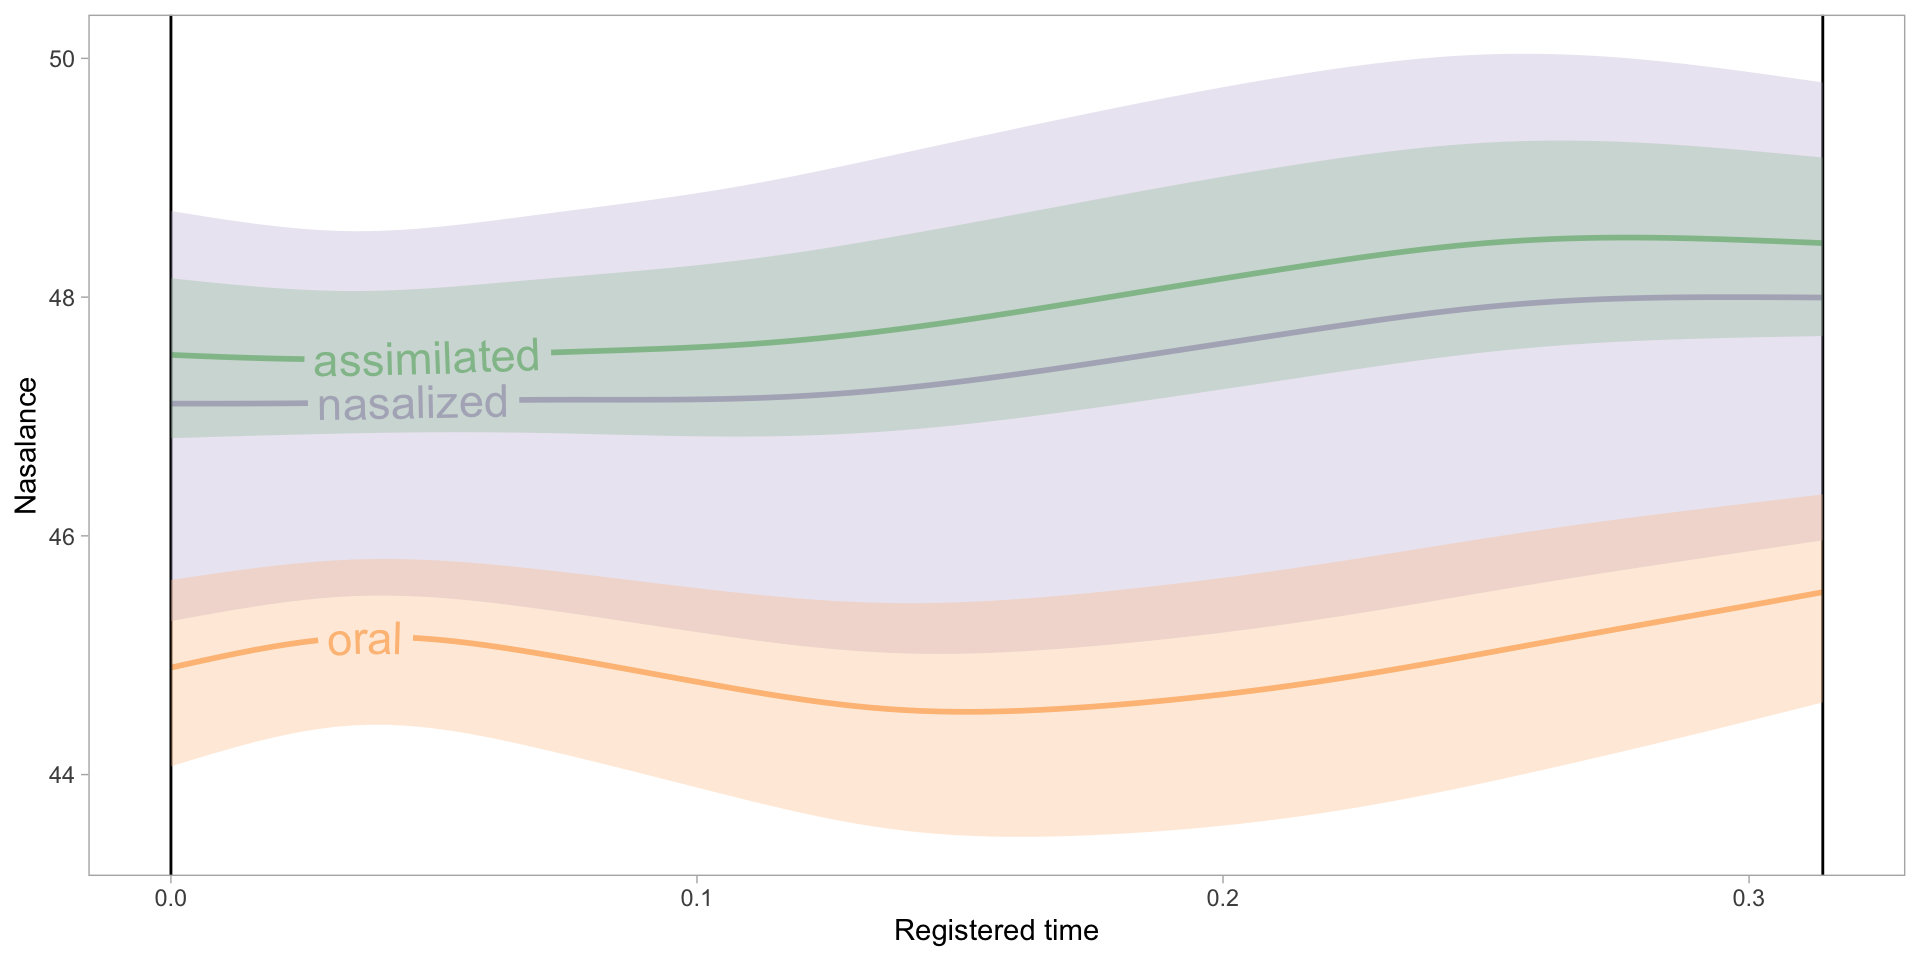 50
48
46
44
Nasalance
assimilated
nasalized
oral
0.0 0.1 0.2 0.3
Registered time